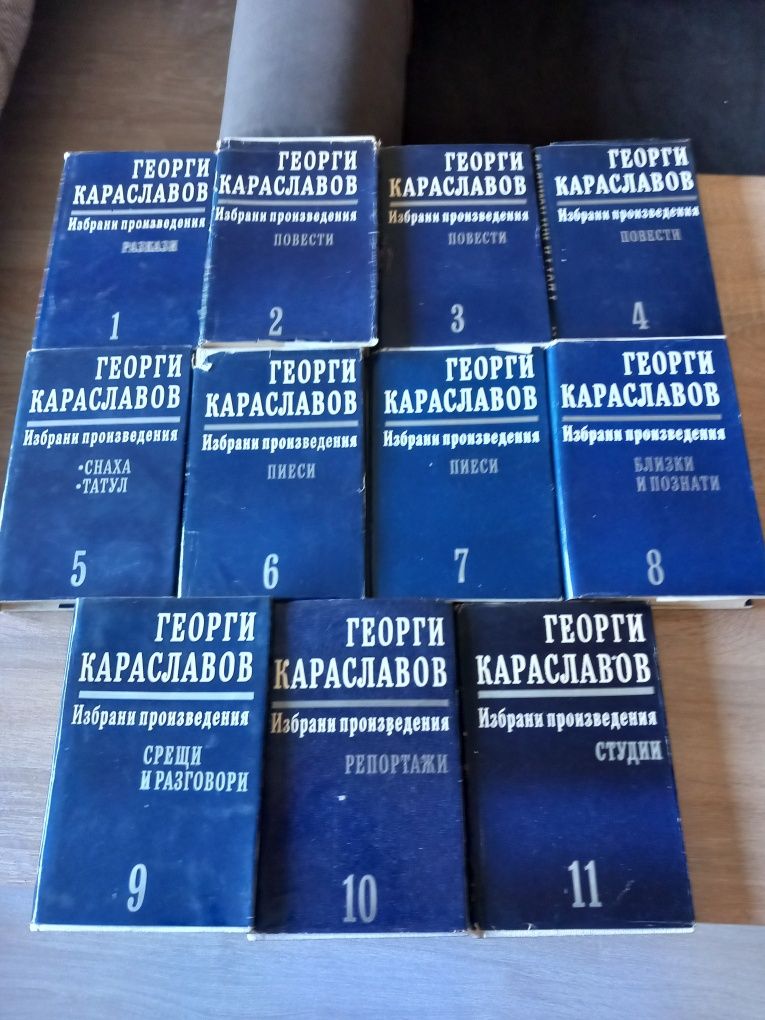 ГЕОРГИ
КАРАСЛАВОВ
Избрани произведения
РАЗКАЗИ
1
ГЕОРГИ
КАРАСЛАВОВ
Избрани произведения
ПОВЕСТИ
2
ГЕОРГИ
КАРАСЛАВОВ
Избрани произведения
ПОВЕСТИ
3
ГЕОРГИ
КАРАСЛАВОВ
Избрани произведения
ПОВЕСТИ
4
ГЕОРГИ
КАРАСЛАВОВ
Избрани произведения
•СНАХА
•ТАТУЛ
5
ГЕОРГИ
КАРАСЛАВОВ
Избрани произведения
ПИЕСИ
6
ГЕОРГИ
КАРАСЛАВОВ
Избрани произведения
ПИЕСИ
7
ГЕОРГИ
КАРАСЛАВОВ
Избрани произведения
БЛИЗКИ
И ПОЗНАТИ
8
ГЕОРГИ
КАРАСЛАВОВ
Избрани произведения
СРЕЩИ
И РАЗГОВОРИ
9
ГЕОРГИ
КАРАСЛАВОВ
Избрани произведения
РЕПОРТАЖИ
10
ГЕОРГИ
КАРАСЛАВОВ
Избрани произведения
СТУДИИ
11